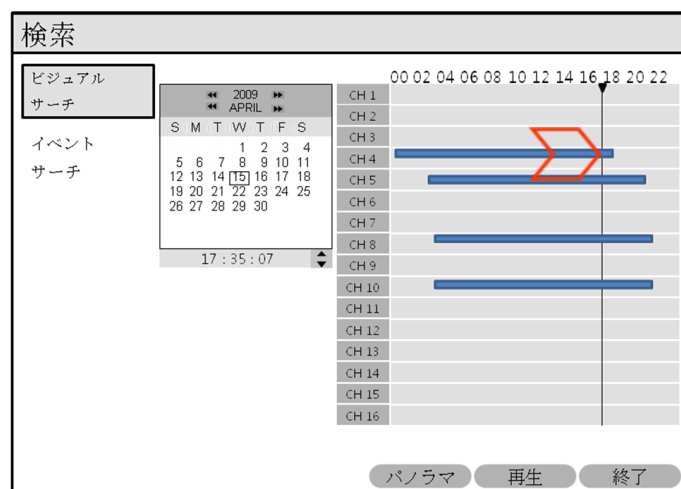 検索
ビジュアル
サーチ
イベント
サーチ
2009
APRIL
S M T W T F S
1 2 3 4
5 6 7 8 9 10 11
12 13 14 15 16 17 18
19 20 21 22 23 24 25
26 27 28 29 30
17 : 35 : 07
00 02 04 06 08 10 12 14 16 18 20 22
CH 1
CH 2
CH 3
CH 4
CH 5
CH 6
CH 7
CH 8
CH 9
CH 10
CH 11
CH 12
CH 13
CH 14
CH 15
CH 16
パノラマ
再生
終了